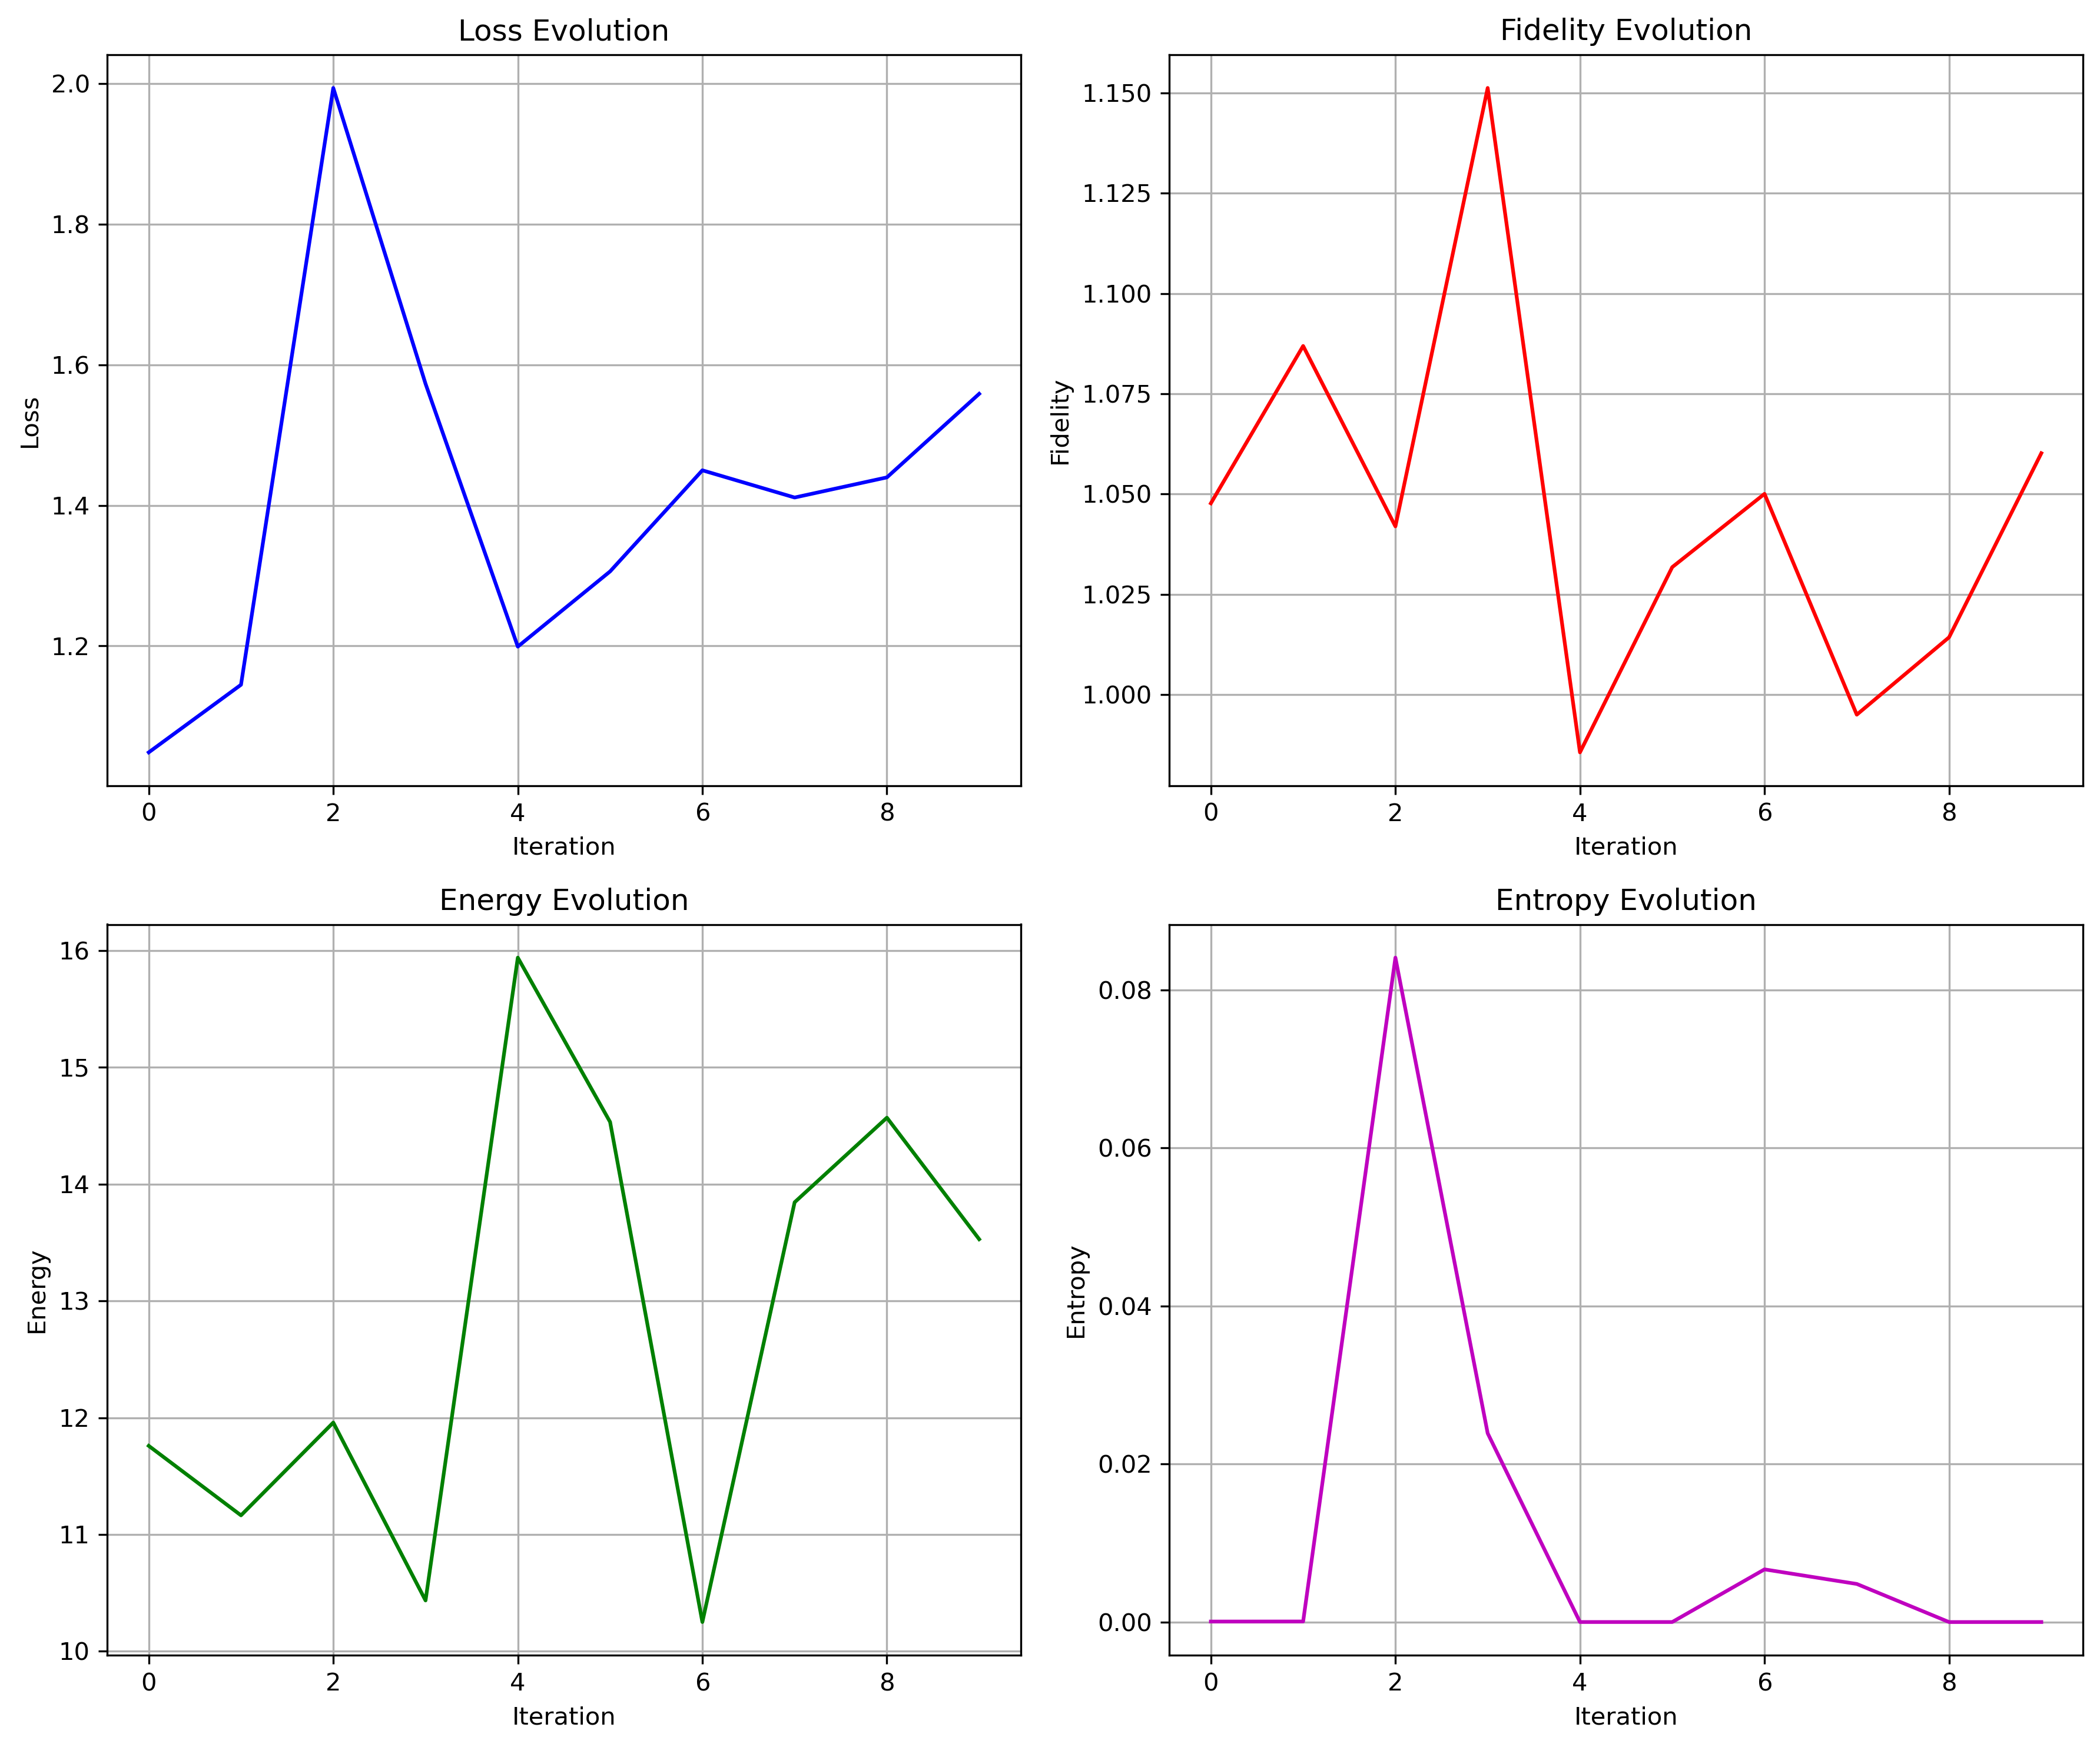 Loss Evolution
Loss
2.0
1.8
1.6
1.4
1.2
0 2 4 6 8
Iteration
Fidelity Evolution
Fidelity
1.150
1.125
1.100
1.075
1.050
1.025
1.000
0 2 4 6 8
Iteration
Energy Evolution
Energy
16
15
14
13
12
11
10
0 2 4 6 8
Iteration
Entropy Evolution
Entropy
0.08
0.06
0.04
0.02
0.00
0 2 4 6 8
Iteration